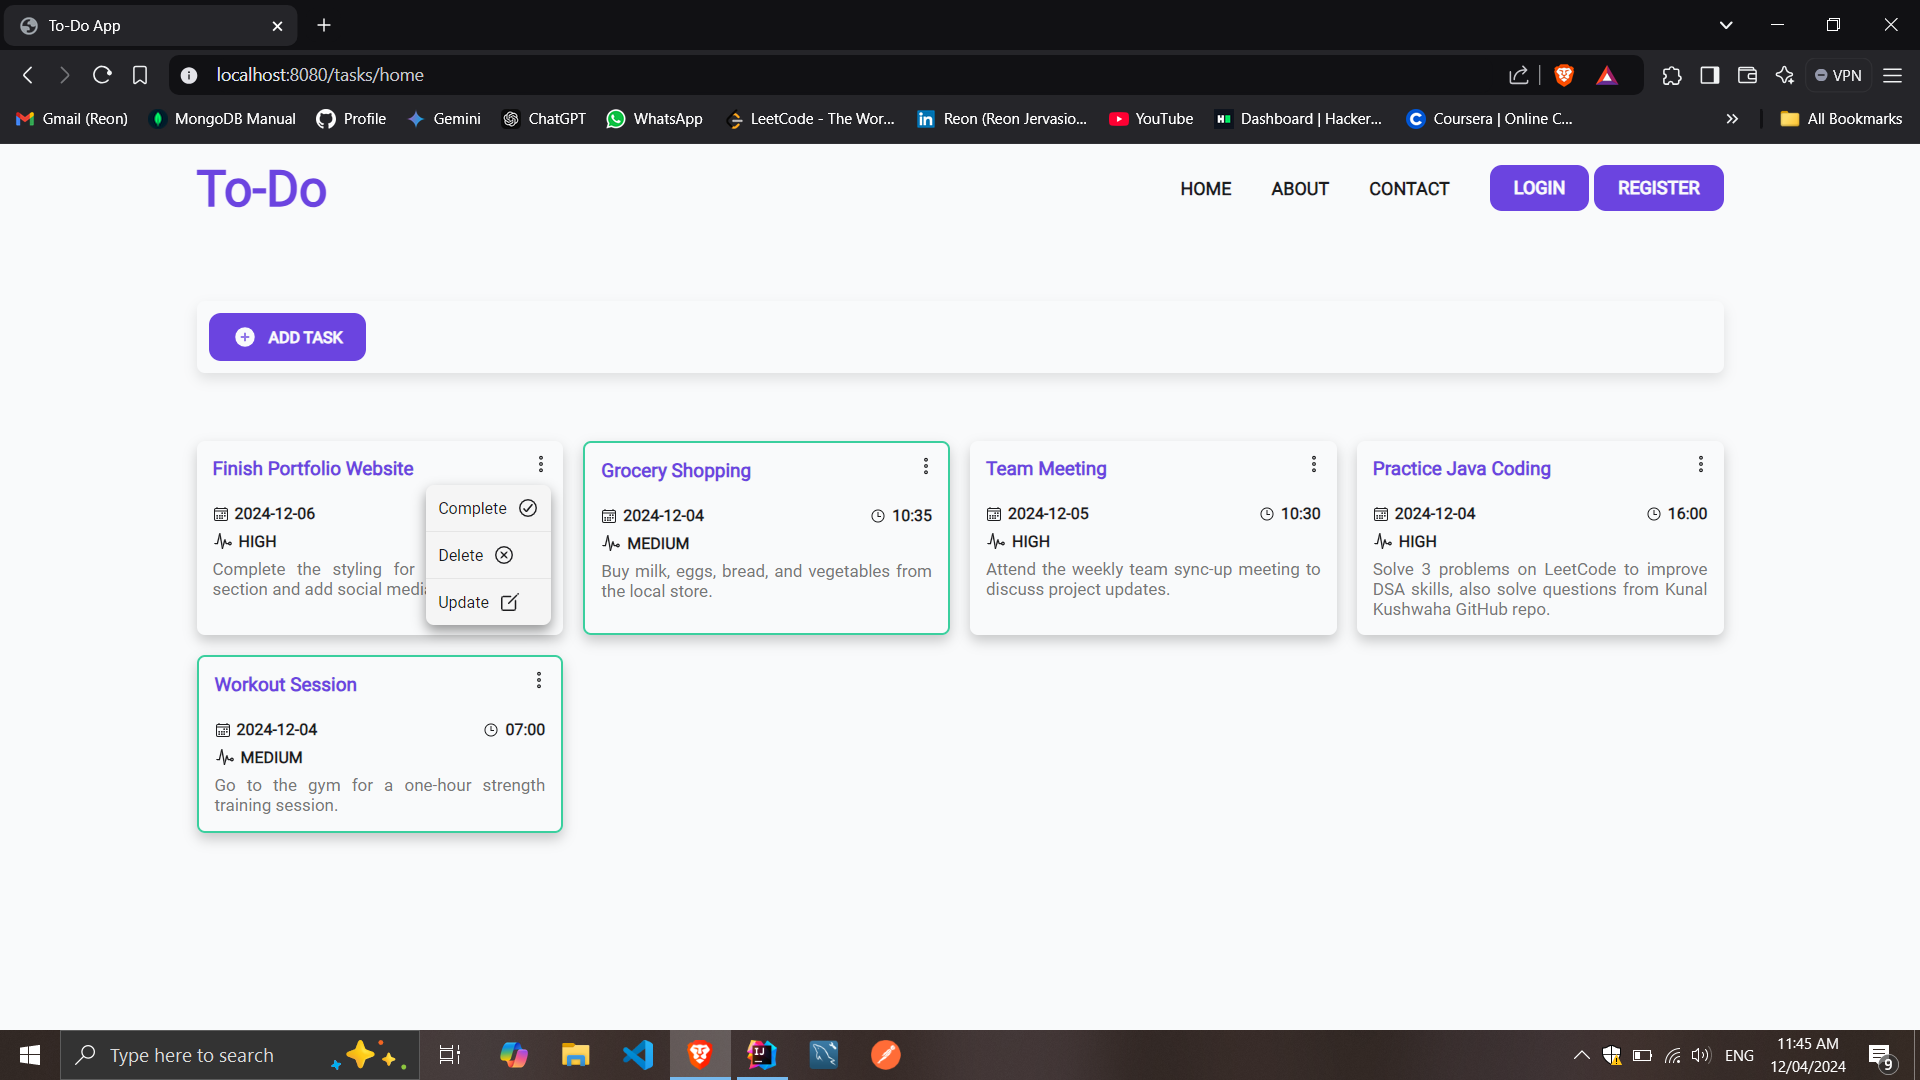 To-Do App
localhost:8080/tasks/home
VPN
Gmail (Reon)
MongoDB Manual
Profile
Gemini
ChatGPT
WhatsApp
LeetCode - The Wor...
Reon (Reon Jervasio...
YouTube
Dashboard | Hacker...
Coursera | Online C...
All Bookmarks
To-Do
HOME
ABOUT
CONTACT
LOGIN
REGISTER
ADD TASK
Finish Portfolio Website
2024-12-06
HIGH
Complete the styling for
section and add social medi
Complete
Delete
Update
Grocery Shopping
2024-12-04
10:35
MEDIUM
Buy milk, eggs, bread, and vegetables from
the local store.
Team Meeting
2024-12-05
10:30
HIGH
Attend the weekly team sync-up meeting to
discuss project updates.
Practice Java Coding
2024-12-04
16:00
HIGH
Solve 3 problems on LeetCode to improve
DSA skills, also solve questions from Kunal
Kushwaha GitHub repo.
Workout Session
2024-12-04
07:00
MEDIUM
Go to the gym for a one-hour strength
training session.
Type here to search
ENG
11:45 AM
12/04/2024
9